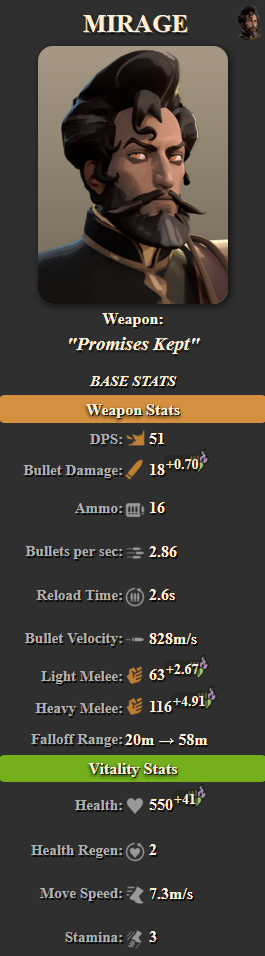 MIRAGE
Weapon:
"Promises Kept"
BASE STATS
Weapon Stats
DPS: 51
Bullet Damage: 18+0.70
Ammo: 16
Bullets per sec: 2.86
Reload Time: 2.6s
Bullet Velocity: 828m/s
Light Melee: 63+2.67
Heavy Melee: 116+4.91
Falloff Range: 20m → 58m
Vitality Stats
Health: 550+41
Health Regen: 2
Move Speed: 7.3m/s
Stamina: 3